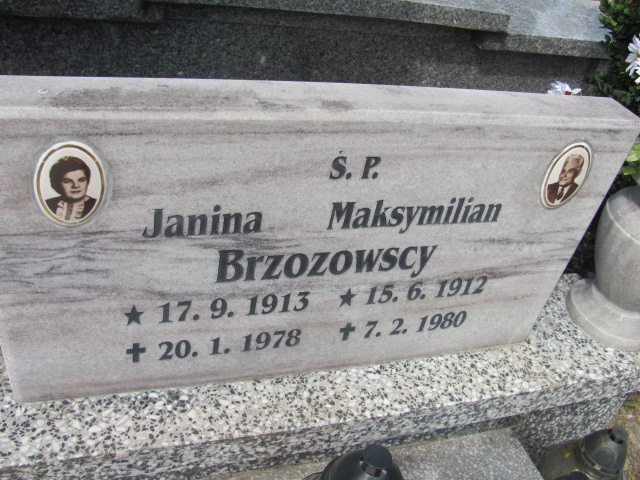 Ś. P.
Janina Maksymilian
Brzozowscy
★ 17. 9. 1913 ★ 15. 6. 1912
✝ 20. 1. 1978 ✝ 7. 2. 1980